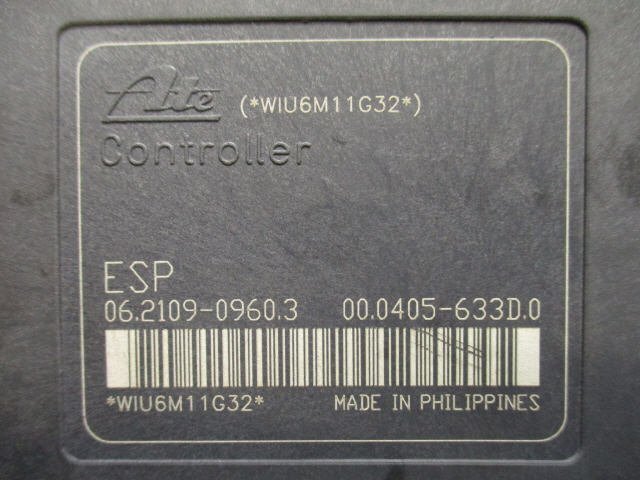 Ate (*WIU6M11G32*)
Controller
ESP
06.2109-0960.3 00.0405-633D.0
*WIU6M11G32* MADE IN PHILIPPINES